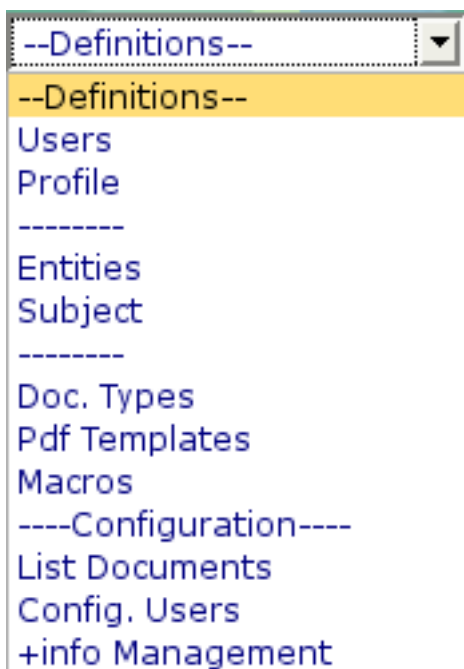 --Definitions--
--Definitions--
Users
Profile
--------
Entities
Subject
--------
Doc. Types
Pdf Templates
Macros
----Configuration----
List Documents
Config. Users
+info Management